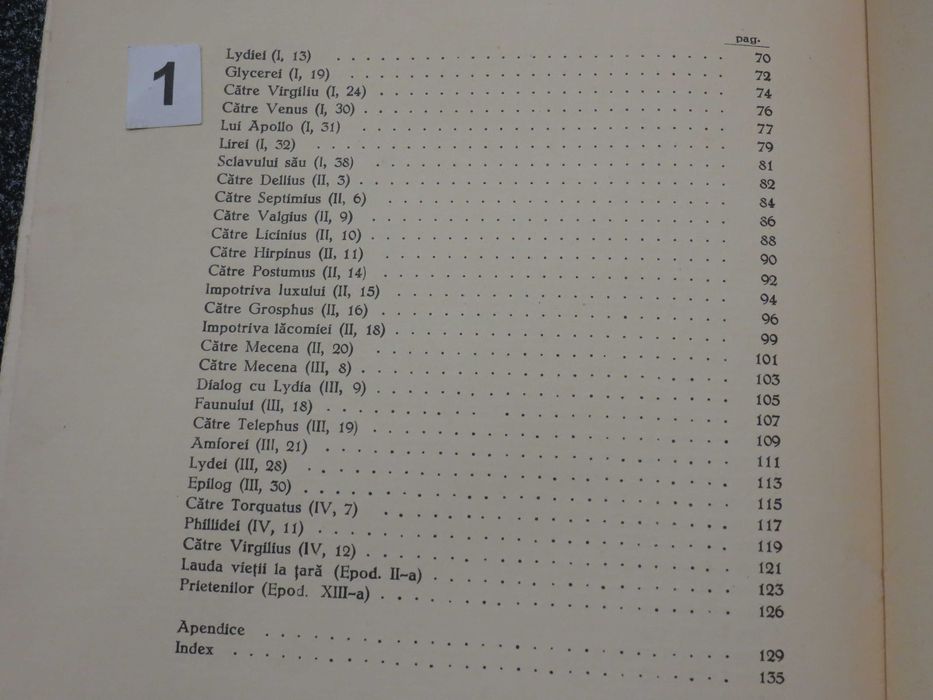 pag.
1
Lydiei (I, 13) . . . . . . . . . . . . . . . . . . . . 70
Glycerei (I, 19) . . . . . . . . . . . . . . . . . . . . 72
Către Virgiliu (I, 24) . . . . . . . . . . . . . . . . . . 74
Către Venus (I, 30) . . . . . . . . . . . . . . . . . . . 76
Lui Apollo (I, 31) . . . . . . . . . . . . . . . . . . . 77
Lirei (I, 32) . . . . . . . . . . . . . . . . . . . . . 79
Sclavului său (I, 38) . . . . . . . . . . . . . . . . . . 81
Către Dellius (II, 3) . . . . . . . . . . . . . . . . . . . 82
Către Septimius (II, 6) . . . . . . . . . . . . . . . . . . 84
Către Valgius (II, 9) . . . . . . . . . . . . . . . . . . 86
Către Licinius (II, 10) . . . . . . . . . . . . . . . . . . 88
Către Hirpinus (II, 11) . . . . . . . . . . . . . . . . . . 90
Către Postumus (II, 14) . . . . . . . . . . . . . . . . . . 92
Impotriva luxului (II, 15) . . . . . . . . . . . . . . . . . 94
Către Grosphus (II, 16) . . . . . . . . . . . . . . . . . . 96
Impotriva lăcomiei (II, 18) . . . . . . . . . . . . . . . . . 99
Către Mecena (II, 20) . . . . . . . . . . . . . . . . . . 101
Către Mecena (III, 8) . . . . . . . . . . . . . . . . . . . 103
Dialog cu Lydia (III, 9) . . . . . . . . . . . . . . . . . . 105
Faunului (III, 18) . . . . . . . . . . . . . . . . . . . . 107
Către Telephus (III, 19) . . . . . . . . . . . . . . . . . . 109
Amforei (III, 21) . . . . . . . . . . . . . . . . . . . . 111
Lydei (III, 28) . . . . . . . . . . . . . . . . . . . . . 113
Epilog (III, 30) . . . . . . . . . . . . . . . . . . . . . 115
Către Torquatus (IV, 7) . . . . . . . . . . . . . . . . . . 117
Phillidei (IV, 11) . . . . . . . . . . . . . . . . . . . . 119
Către Virgilius (IV, 12) . . . . . . . . . . . . . . . . . . 121
Lauda vieții la țară (Epod. II-a) . . . . . . . . . . . . . . . 123
Prietenilor (Epod. XIII-a) . . . . . . . . . . . . . . . . . 126
Apendice . . . . . . . . . . . . . . . . . . . . . . . 129
Index . . . . . . . . . . . . . . . . . . . . . . . . 135